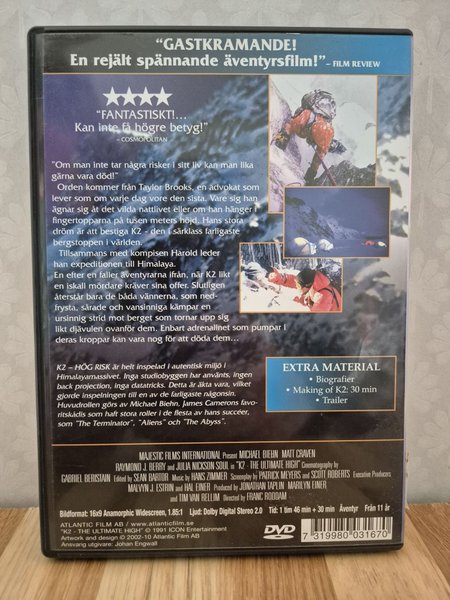 "GASTKRAMANDE!
En rejält spännande äventyrsfilm!" – FILM REVIEW
"FANTASTISKT!...
Kan inte få högre betyg!"
– COSMOPOLITAN
"Om man inte tar några risker i sitt liv kan man lika
gärna vara död!"
Orden kommer från Taylor Brooks, en advokat som
lever som om varje dag vore den sista. Vare sig han
ägnar sig åt det vilda nattlivet eller om han hänger i
fingertopparna på tusen meters höjd. Hans stora
dröm är att bestiga K2 - den i särklass farligaste
bergstoppen i världen.
Tillsammans med kompisen Harold leder
han expeditionen till Himalaya.
En efter en faller äventyrarna ifrån, när K2 likt
en iskall mördare kräver sina offer. Slutligen
återstår bara de båda vännerna, som ned-
frysta, sårade och vansinniga kämpar en
ursinnig strid mot berget som tornar upp sig
likt djävulen ovanför dem. Enbart adrenalinet som pumpar i
deras kroppar kan vara nog för att döda dem...
K2 – HÖG RISK är helt inspelad i autentisk miljö i
Himalayamassivet. Inga studiobyggen har använts, ingen
back projection, inga datatricks. Detta är äkta vara, vilket
gjorde inspelningen till en av de farligaste någonsin.
Huvudrollen görs av Michael Biehn. James Camerons favo-
ritskådis som haft stora roller i de flesta av hans succéer,
som "The Terminator", "Aliens" och "The Abyss".
EXTRA MATERIAL
• Biografier
• Making of K2: 30 min
• Trailer
MAJESTIC FILMS INTERNATIONAL Present MICHAEL BIEHN MATT CRAVEN
RAYMOND J. BERRY and JULIA NICKSON SOUL in "K2 - THE ULTIMATE HIGH" Cinematography by
GABRIEL BERISTAIN Edited by SEAN BARTON Music by HANS ZIMMER Screenplay by PATRICK MEYERS and SCOTT ROBERTS Executive Producers
MALVYN J. ESTRIN and HAL EINER Produced by JONATHAN TAPLIN MARILYN EINER
and TIM VAN RELLIM Directed by FRANC RODDAM
Bildformat: 16x9 Anamorphic Widescreen, 1.85:1 Ljud: Dolby Digital Stereo 2.0 Tid: 1 tim 46 min + 30 min Äventyr Från 11 år
ATLANTIC FILM AB / www.atlanticfilm.se
"K2 - THE ULTIMATE HIGH" © 1991 ICON Entertainment
Artwork and design © 2002-10 Atlantic Film AB
Ansvarig utgivare: Johan Engwall
DVD
VIDEO
7 319980 031670